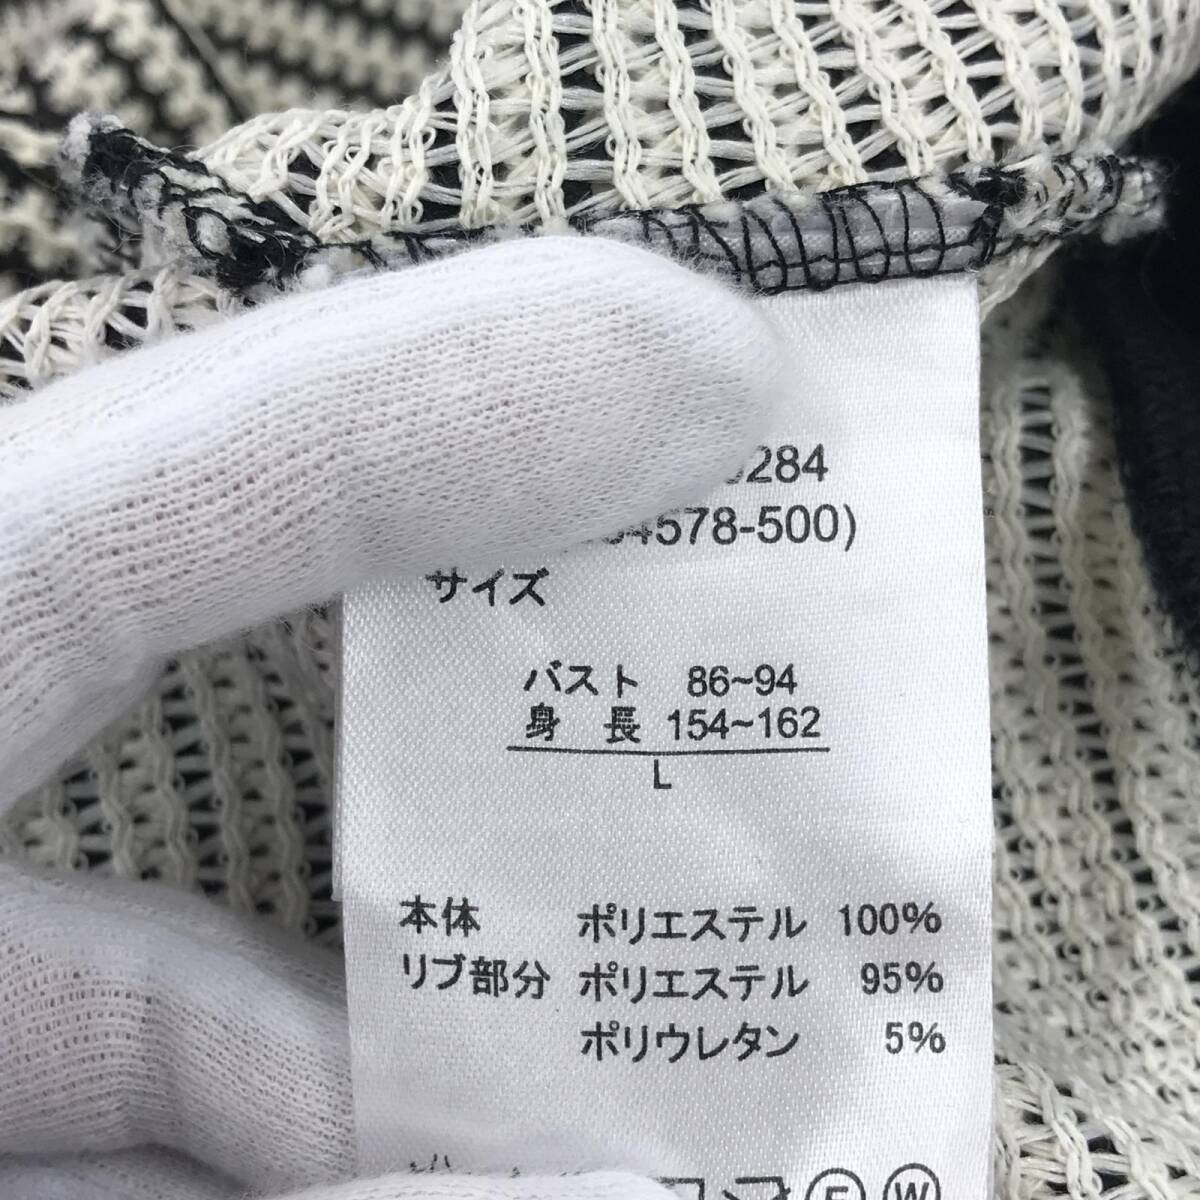 284
4578-500)
サイズ
バスト 86~94
身 長 154~162
L
本体 ポリエステル 100%
リブ部分 ポリエステル 95%
ポリウレタン 5%
F W